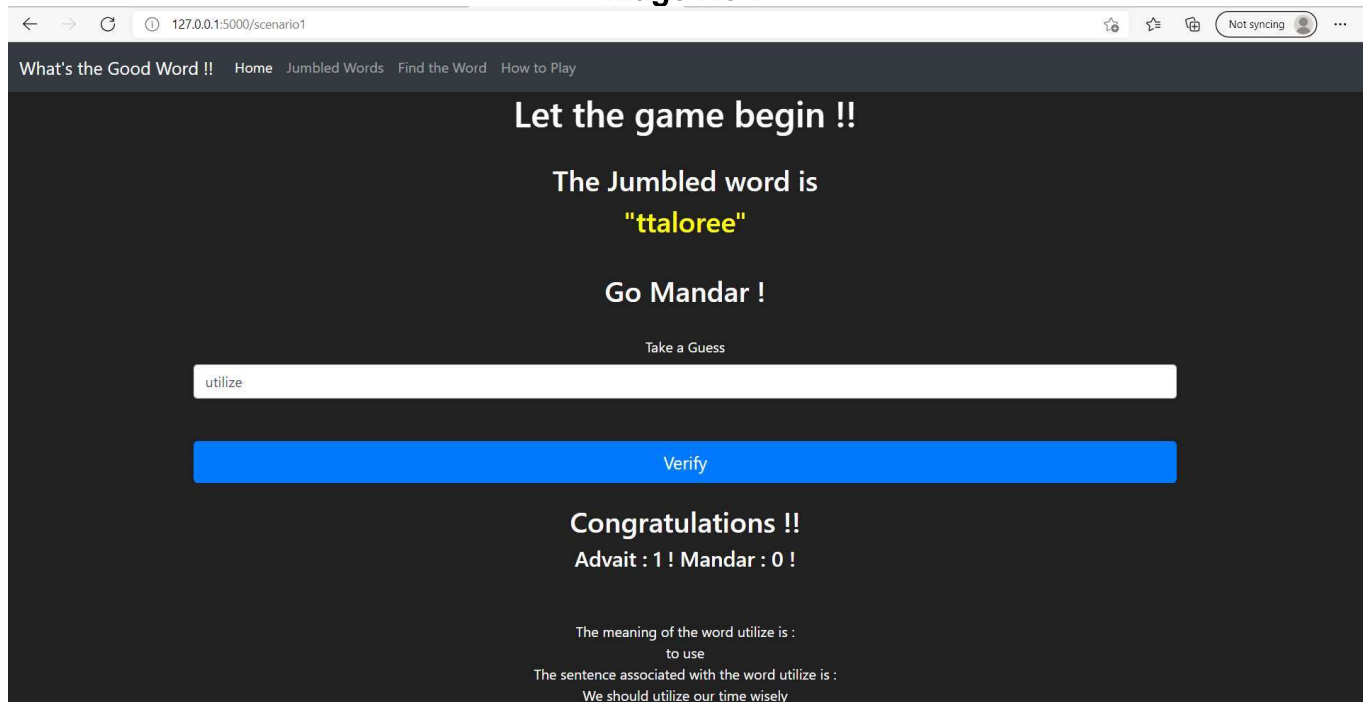 127.0.0.1:5000/scenario1
Not syncing
What's the Good Word !! Home Jumbled Words Find the Word How to Play
Let the game begin !!
The Jumbled word is
"ttaloree"
Go Mandar !
Take a Guess
utilize
Verify
Congratulations !!
Advait : 1 ! Mandar : 0 !
The meaning of the word utilize is :
to use
The sentence associated with the word utilize is :
We should utilize our time wisely